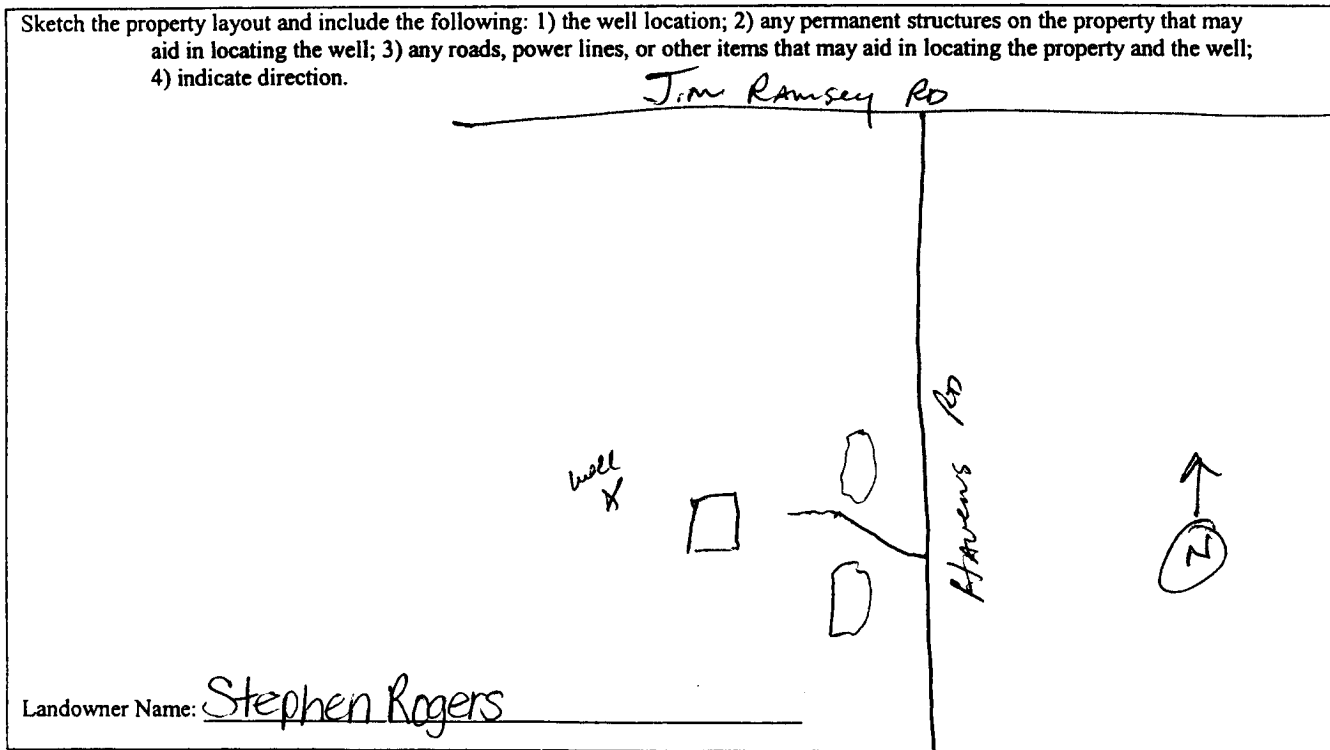 Sketch the property layout and include the following: 1) the well location; 2) any permanent structures on the property that may
aid in locating the well; 3) any roads, power lines, or other items that may aid in locating the property and the well;
4) indicate direction.
Jim Ramsey RD
Havens RD
well
X
N
Landowner Name: Stephen Rogers